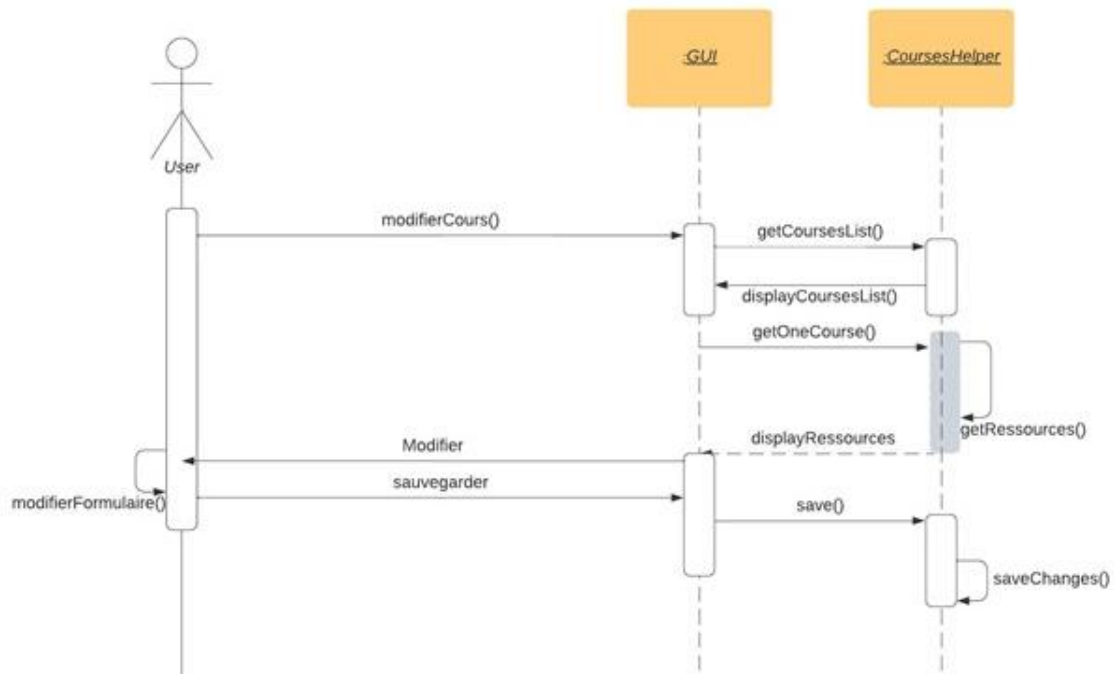 :GUI
:CoursesHelper
User
modifierCours()
getCoursesList()
displayCoursesList()
getOneCourse()
getRessources()
displayRessources
Modifier
modifierFormulaire()
sauvegarder
save()
saveChanges()